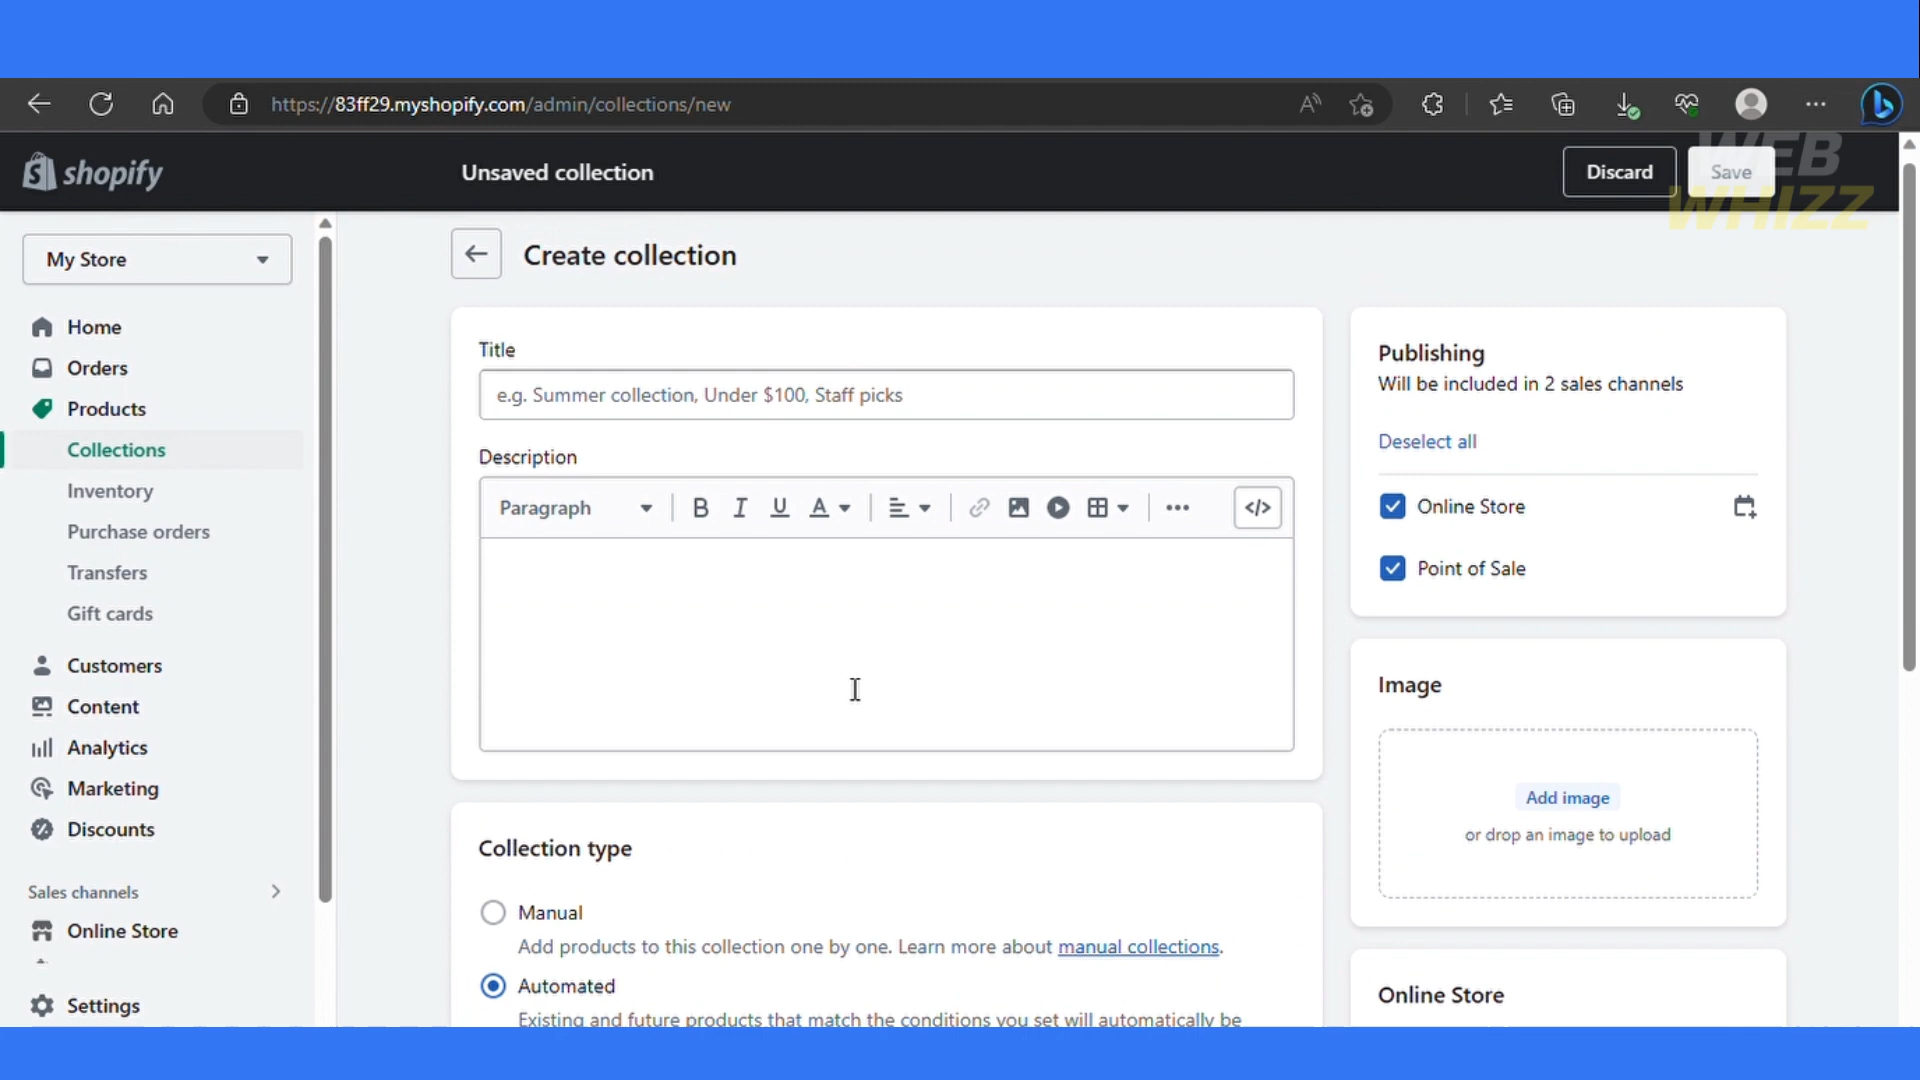 https://83ff29.myshopify.com/admin/collections/new
WEB
WHIZZ
shopify
Unsaved collection
Discard
Save
My Store
Home
Orders
Products
Collections
Inventory
Purchase orders
Transfers
Gift cards
Customers
Content
Analytics
Marketing
Discounts
Sales channels
Online Store
Settings
Create collection
Title
e.g. Summer collection, Under $100, Staff picks
Description
Paragraph
B I U A
</>
Collection type
Manual
Add products to this collection one by one. Learn more about manual collections.
Automated
Existing and future products that match the conditions you set will automatically be
Publishing
Will be included in 2 sales channels
Deselect all
Online Store
Point of Sale
Image
Add image
or drop an image to upload
Online Store